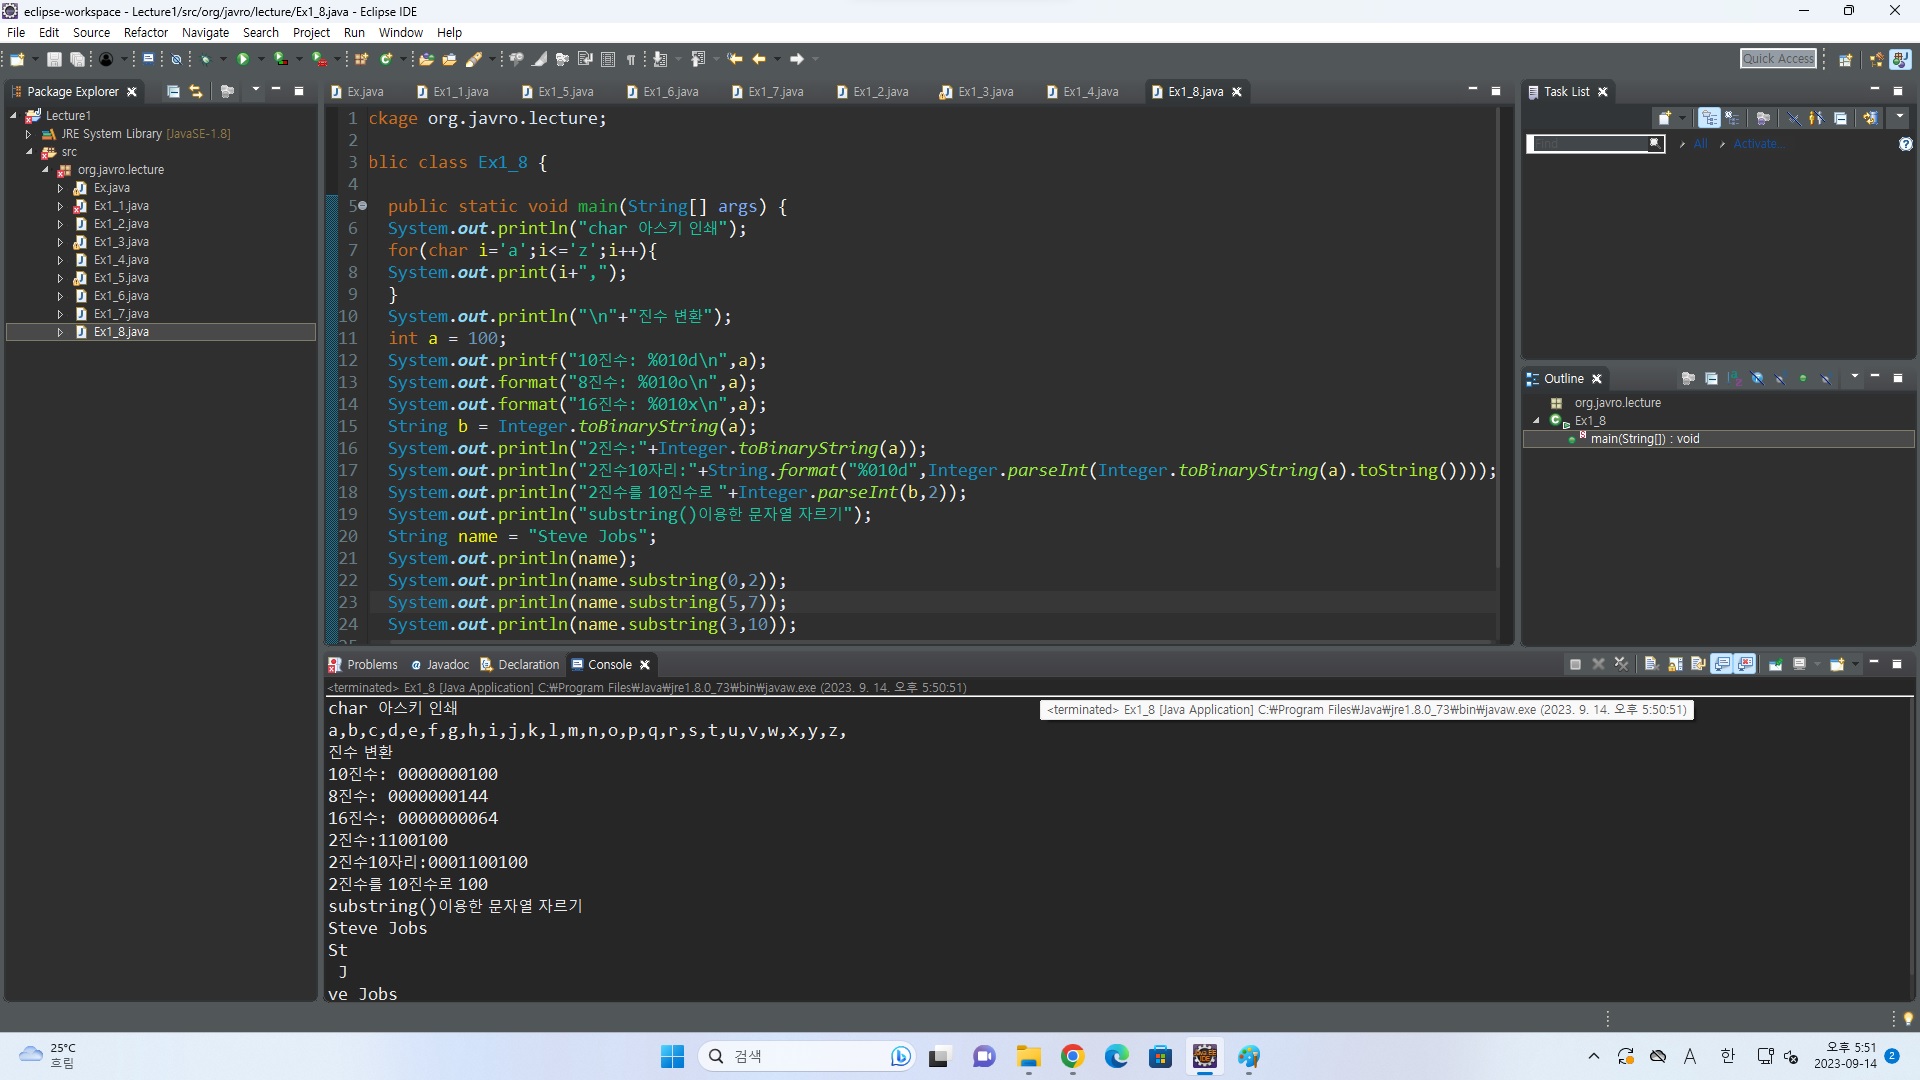 eclipse-workspace - Lecture1/src/org/javro/lecture/Ex1_8.java - Eclipse IDE
File Edit Source Refactor Navigate Search Project Run Window Help
Quick Access
Package Explorer
Lecture1
JRE System Library [JavaSE-1.8]
src
org.javro.lecture
Ex.java
Ex1_1.java
Ex1_2.java
Ex1_3.java
Ex1_4.java
Ex1_5.java
Ex1_6.java
Ex1_7.java
Ex1_8.java
Ex.java Ex1_1.java Ex1_5.java Ex1_6.java Ex1_7.java Ex1_2.java Ex1_3.java Ex1_4.java Ex1_8.java
1 ckage org.javro.lecture;
2
3 blic class Ex1_8 {
4
5 public static void main(String[] args) {
6 System.out.println("char 아스키 인쇄");
7 for(char i='a';i<='z';i++){
8 System.out.print(i+",");
9 }
10 System.out.println("\n"+"진수 변환");
11 int a = 100;
12 System.out.printf("10진수: %010d\n",a);
13 System.out.format("8진수: %010o\n",a);
14 System.out.format("16진수: %010x\n",a);
15 String b = Integer.toBinaryString(a);
16 System.out.println("2진수:"+Integer.toBinaryString(a));
17 System.out.println("2진수10자리:"+String.format("%010d",Integer.parseInt(Integer.toBinaryString(a).toString())));
18 System.out.println("2진수를 10진수로 "+Integer.parseInt(b,2));
19 System.out.println("substring()이용한 문자열 자르기");
20 String name = "Steve Jobs";
21 System.out.println(name);
22 System.out.println(name.substring(0,2));
23 System.out.println(name.substring(5,7));
24 System.out.println(name.substring(3,10));
Task List
Find All Activate...
Outline
org.javro.lecture
Ex1_8
main(String[]) : void
Problems Javadoc Declaration Console
<terminated> Ex1_8 [Java Application] C:₩Program Files₩Java₩jre1.8.0_73₩bin₩javaw.exe (2023. 9. 14. 오후 5:50:51)
<terminated> Ex1_8 [Java Application] C:₩Program Files₩Java₩jre1.8.0_73₩bin₩javaw.exe (2023. 9. 14. 오후 5:50:51)
char 아스키 인쇄
a,b,c,d,e,f,g,h,i,j,k,l,m,n,o,p,q,r,s,t,u,v,w,x,y,z,
진수 변환
10진수: 0000000100
8진수: 0000000144
16진수: 0000000064
2진수:1100100
2진수10자리:0001100100
2진수를 10진수로 100
substring()이용한 문자열 자르기
Steve Jobs
St
 J
ve Jobs
25°C
흐림
검색
A 한
오후 5:51
2023-09-14
2